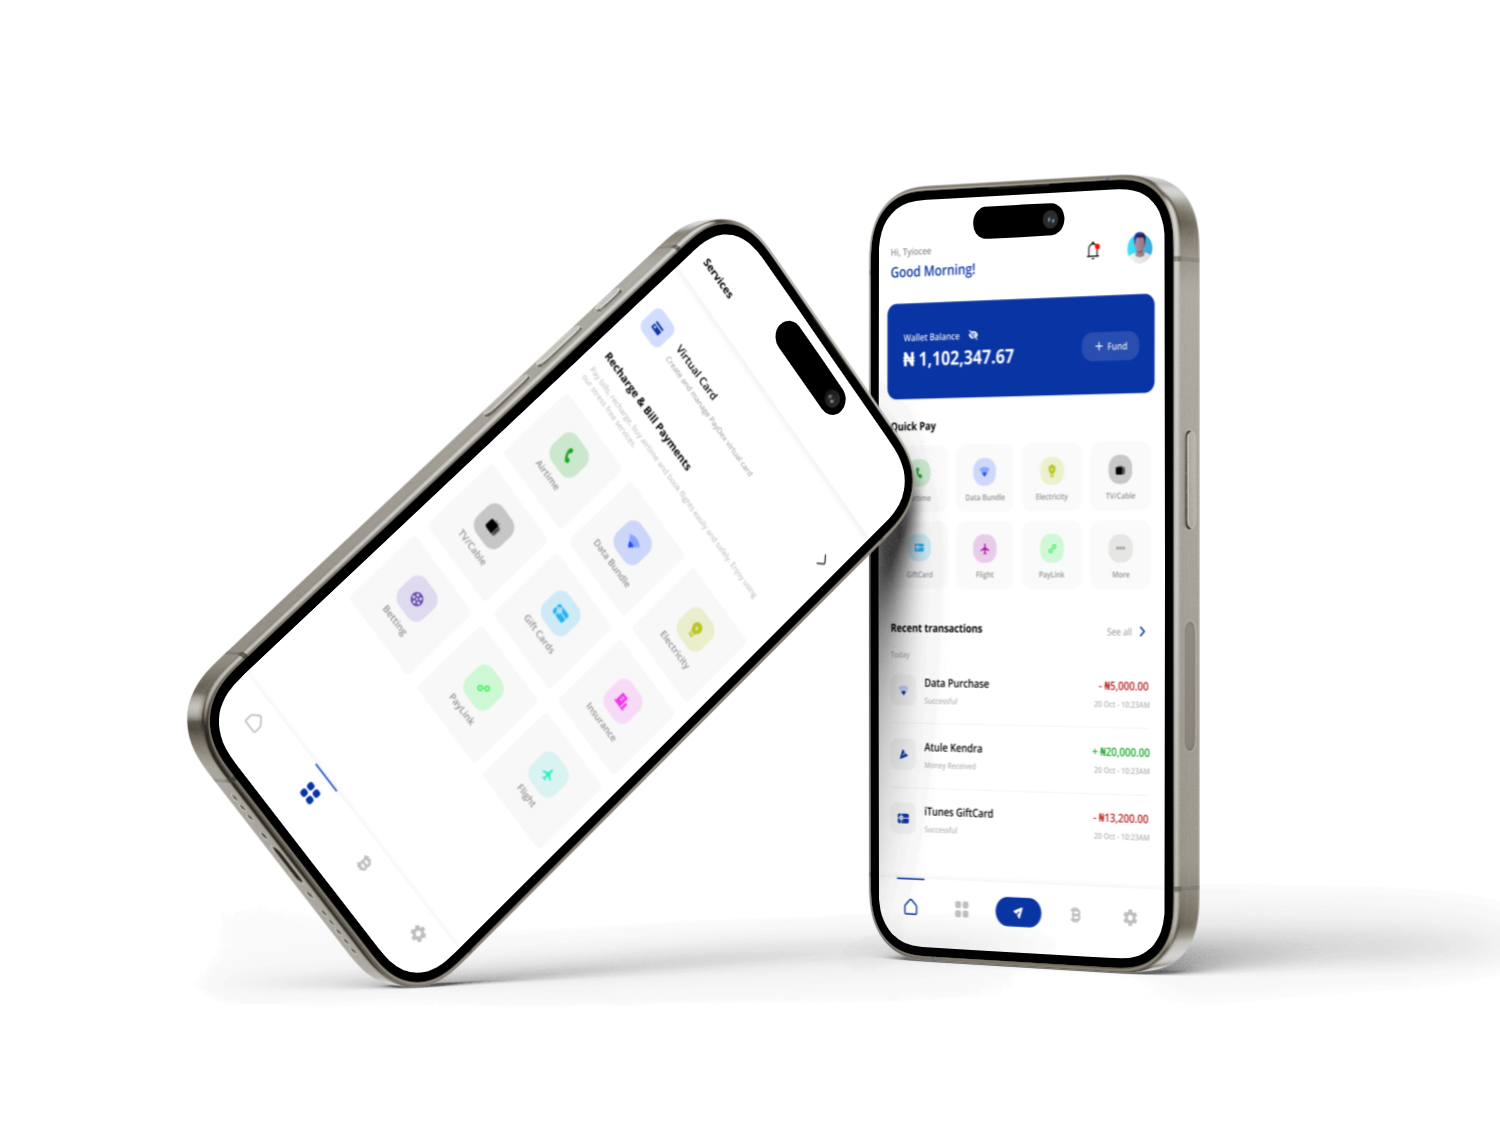 Services
Virtual Card
Create and manage PayDex virtual card
Recharge & Bill Payments
Pay bills, recharge, buy airtime and book flights easily and safely. Enjoy using
our stress free services.
Airtime
Data Bundle
Electricity
TV/Cable
Gift Cards
Insurance
Betting
PayLink
Flight
Hi, Tyiocee
Good Morning!
Wallet Balance
₦ 1,102,347.67
+ Fund
Quick Pay
Data Bundle
Electricity
TV/Cable
GiftCard
Flight
PayLink
More
Recent transactions
See all
Today
Data Purchase
- ₦5,000.00
Successful
20 Oct - 10:23AM
Atule Kendra
+ ₦20,000.00
Money Received
20 Oct - 10:23AM
iTunes GiftCard
- ₦13,200.00
Successful
20 Oct - 10:23AM